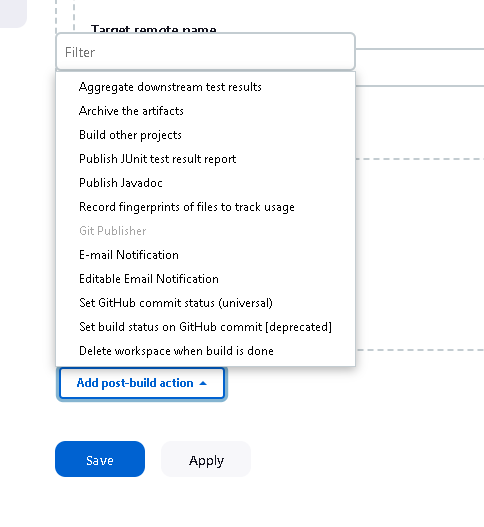 Target remote name
Filter
Aggregate downstream test results
Archive the artifacts
Build other projects
Publish JUnit test result report
Publish Javadoc
Record fingerprints of files to track usage
Git Publisher
E-mail Notification
Editable Email Notification
Set GitHub commit status (universal)
Set build status on GitHub commit [deprecated]
Delete workspace when build is done
Add post-build action
Save Apply